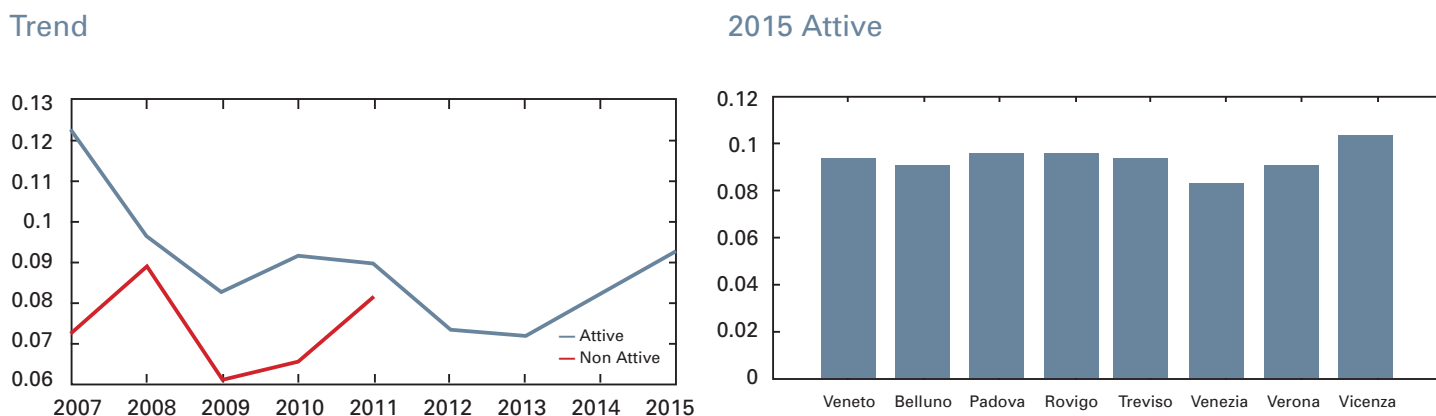 Trend
0.13
0.12
0.11
0.1
0.09
0.08
0.07
0.06
2007 2008 2009 2010 2011 2012 2013 2014 2015
Attive
Non Attive
2015 Attive
0.12
0.1
0.08
0.06
0.04
0.02
0
Veneto Belluno Padova Rovigo Treviso Venezia Verona Vicenza